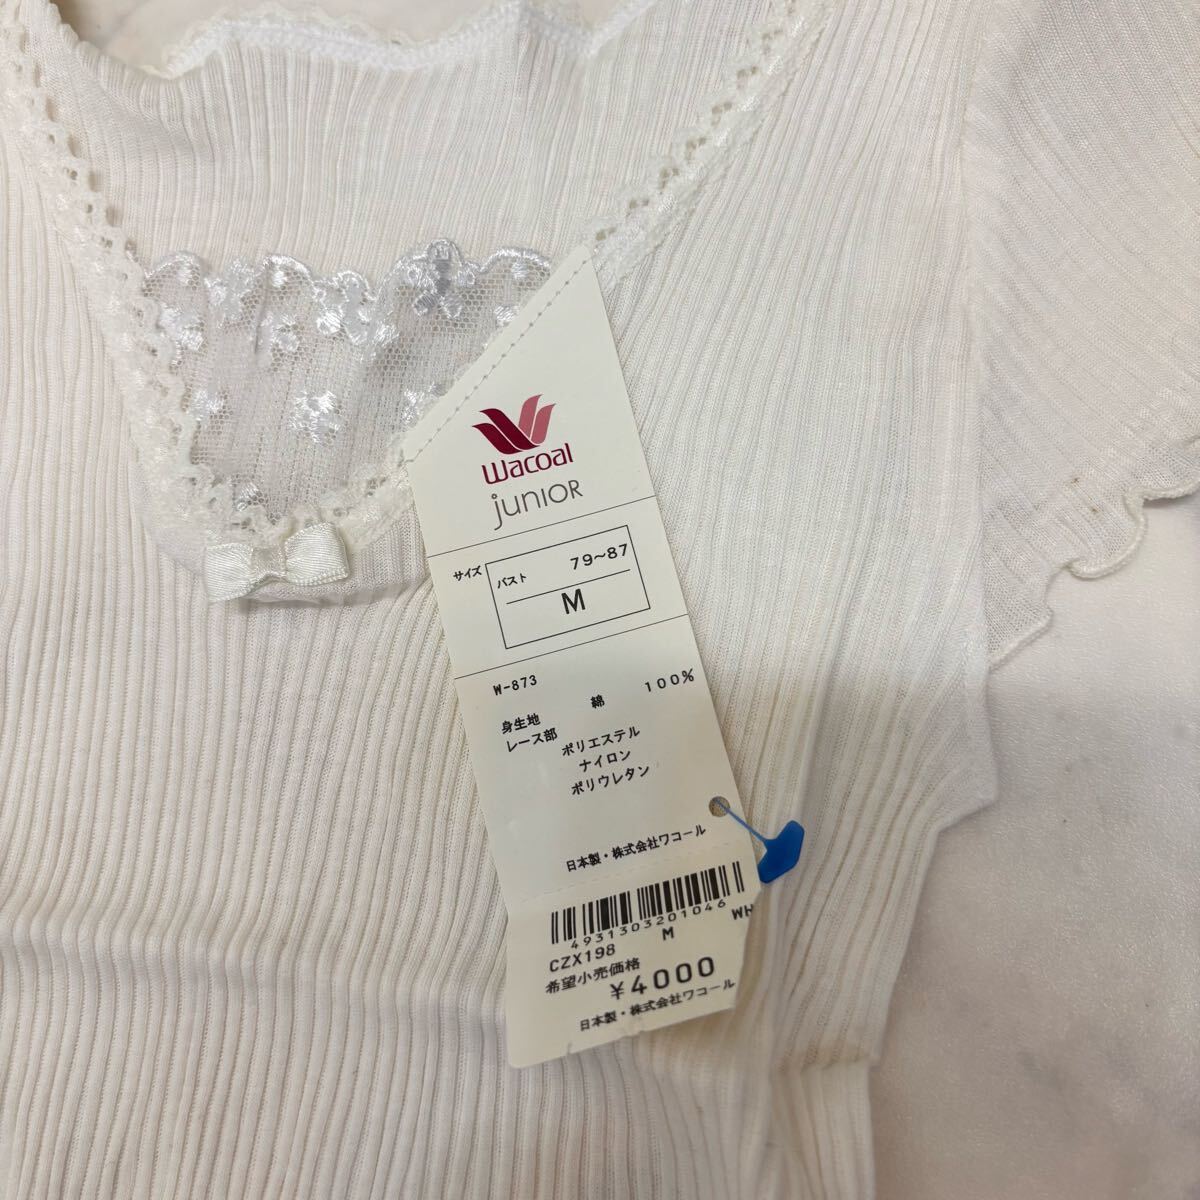 Wacoal
junior
サイズ
バスト 79~87
M
W-873
身生地 綿 100%
レース部 ポリエステル
ナイロン
ポリウレタン
日本製・株式会社ワコール
4931303201046
CZX198 M WH
希望小売価格
¥4000
日本製・株式会社ワコール